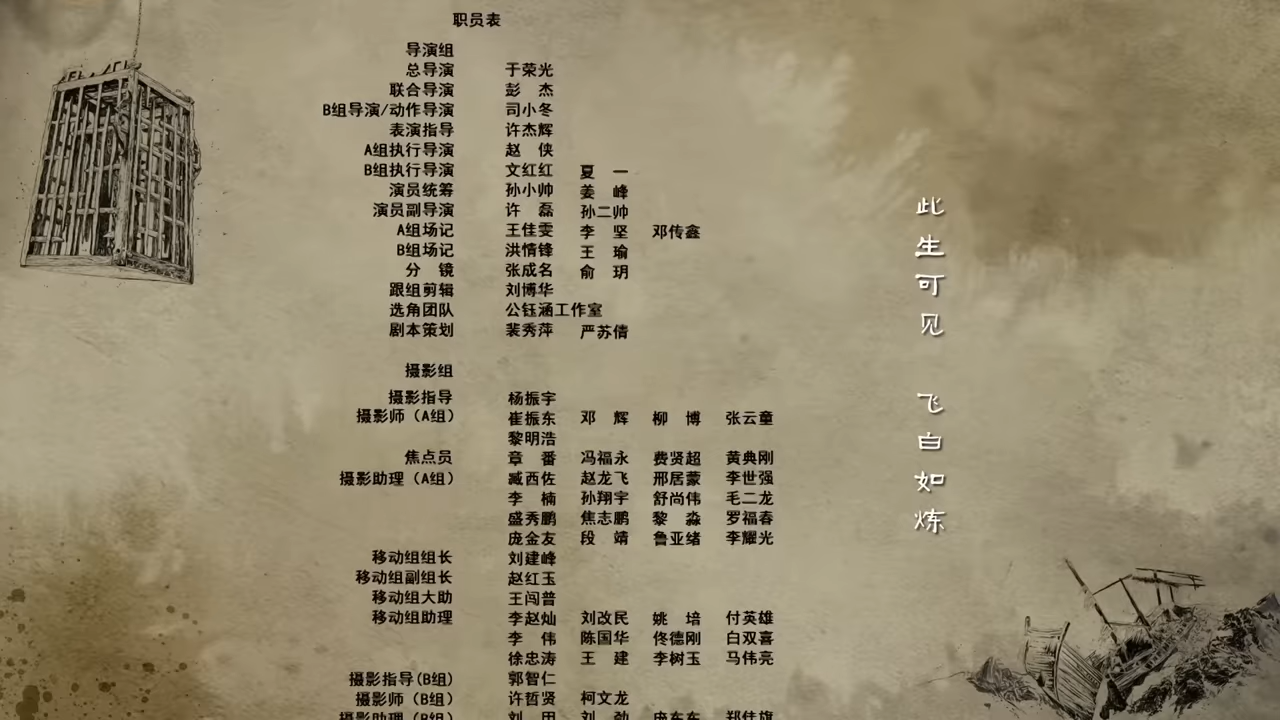 职员表
导演组
总导演 于荣光
联合导演 彭 杰
B组导演/动作导演 司小冬
表演指导 许杰辉
A组执行导演 赵 侠
B组执行导演 文红红 夏 一
演员统筹 孙小帅 姜 峰
演员副导演 许 磊 孙二帅
A组场记 王佳雯 李 坚 邓传鑫
B组场记 洪情锋 王 瑜
分 镜 张成名 俞 玥
跟组剪辑 刘博华
选角团队 公钰涵工作室
剧本策划 裴秀萍 严苏倩
摄影组
摄影指导 杨振宇
摄影师（A组） 崔振东 邓 辉 柳 博 张云童
黎明浩
焦点员 章 番 冯福永 费贤超 黄典刚
摄影助理（A组） 臧西佐 赵龙飞 邢居蒙 李世强
李 楠 孙翔宇 舒尚伟 毛二龙
盛秀鹏 焦志鹏 黎 淼 罗福春
庞金友 段 靖 鲁亚绪 李耀光
移动组组长 刘建峰
移动组副组长 赵红玉
移动组大助 王闯普
移动组助理 李赵灿 刘改民 姚 培 付英雄
李 伟 陈国华 佟德刚 白双喜
徐忠涛 王 建 李树玉 马伟亮
摄影指导(B组） 郭智仁
摄影师（B组） 许哲贤 柯文龙
摄影助理（B组） 刘 田 刘 劲 庞东东 郑佳旗
此生可见
飞白如炼